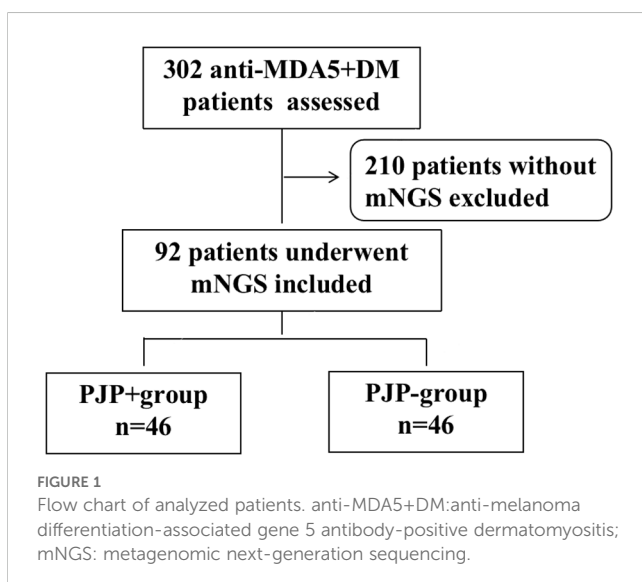 302 anti-MDA5+DM
patients assessed
210 patients without
mNGS excluded
92 patients underwent
mNGS included
PJP+group
n=46
PJP-group
n=46
FIGURE 1
Flow chart of analyzed patients. anti-MDA5+DM:anti-melanoma
differentiation-associated gene 5 antibody-positive dermatomyositis;
mNGS: metagenomic next-generation sequencing.